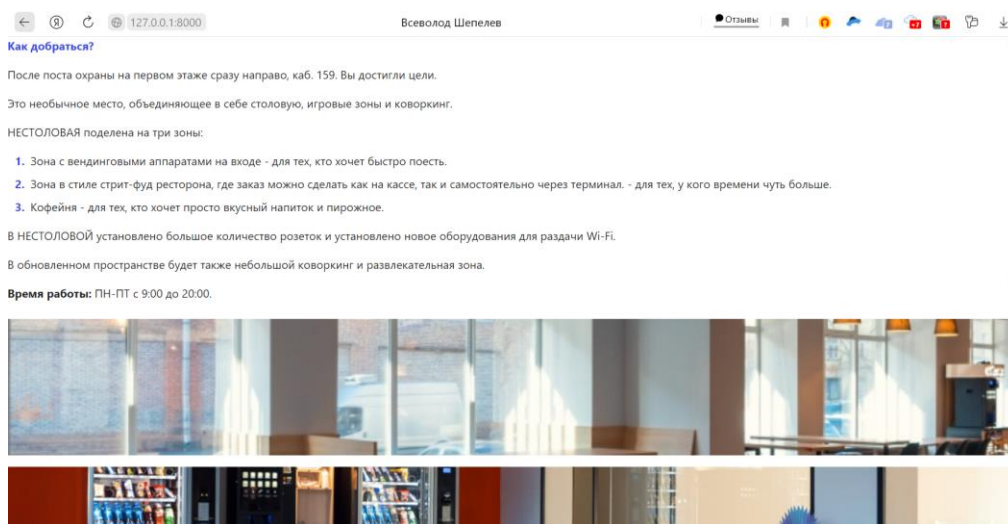 127.0.0.1:8000
Всеволод Шепелев
Отзывы
Как добраться?
После поста охраны на первом этаже сразу направо, каб. 159. Вы достигли цели.
Это необычное место, объединяющее в себе столовую, игровые зоны и коворкинг.
НЕСТОЛОВАЯ поделена на три зоны:
1. Зона с вендинговыми аппаратами на входе - для тех, кто хочет быстро поесть.
2. Зона в стиле стрит-фуд ресторона, где заказ можно сделать как на кассе, так и самостоятельно через терминал. - для тех, у кого времени чуть больше.
3. Кофейня - для тех, кто хочет просто вкусный напиток и пирожное.
В НЕСТОЛОВОЙ установлено большое количество розеток и установлено новое оборудования для раздачи Wi-Fi.
В обновленном пространстве будет также небольшой коворкинг и развлекательная зона.
Время работы: ПН-ПТ с 9:00 до 20:00.